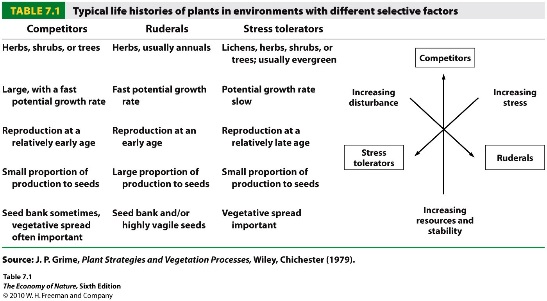 TABLE 7.1 Typical life histories of plants in environments with different selective factors
Competitors Ruderals Stress tolerators
Herbs, shrubs, or trees Herbs, usually annuals Lichens, herbs, shrubs, or
trees; usually evergreen
Large, with a fast Fast potential growth Potential growth rate
potential growth rate rate slow
Reproduction at a Reproduction at an Reproduction at a
relatively early age early age relatively late age
Small proportion of Large proportion of Small proportion of
production to seeds production to seeds production to seeds
Seed bank sometimes, Seed bank and/or Vegetative spread
vegetative spread highly vagile seeds important
often important
Competitors
Increasing
disturbance
Increasing
stress
Stress
tolerators
Ruderals
Increasing
resources and
stability
Source: J. P. Grime, Plant Strategies and Vegetation Processes, Wiley, Chichester (1979).
Table 7.1
The Economy of Nature, Sixth Edition
© 2010 W. H. Freeman and Company